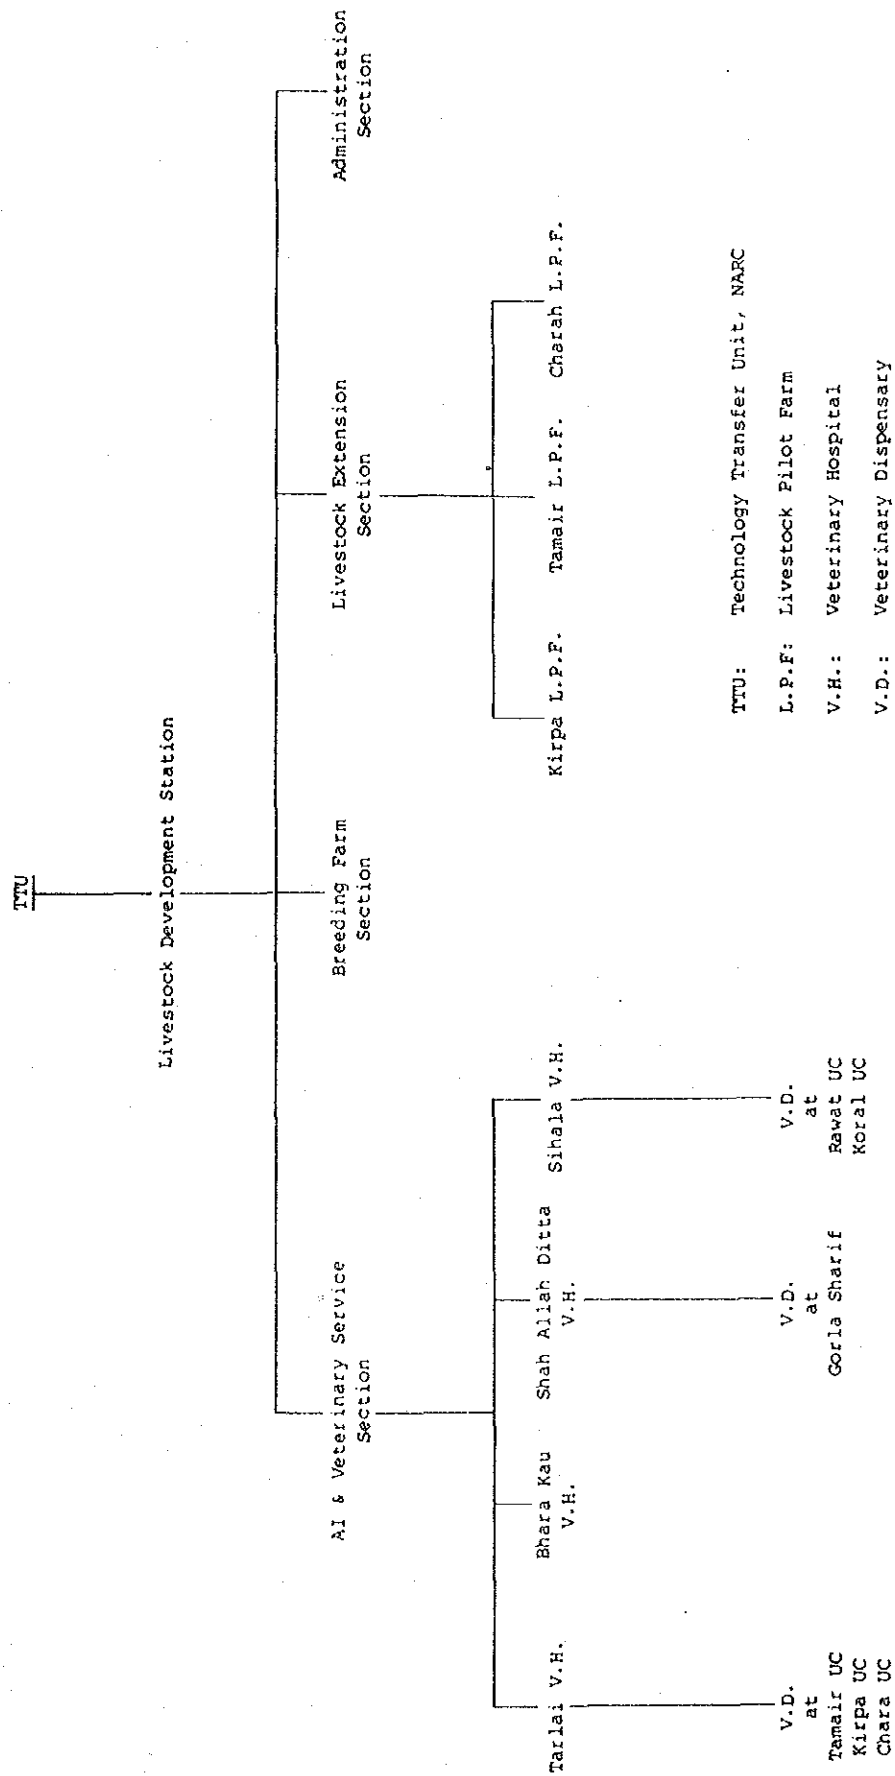 TTU
Livestock Development Station
AI & Veterinary Service
Section
Breeding Farm
Section
Livestock Extension
Section
Administration
Section
Tarlai V.H.
Bhara Kau
V.H.
Shah Allah Ditta
V.H.
Sihala V.H.
Kirpa L.P.F.
Tamair L.P.F.
Charah L.P.F.
V.D.
at
Tamair UC
Kirpa UC
Chara UC
V.D.
at
Gorla Sharif
V.D.
at
Rawat UC
Koral UC
TTU: Technology Transfer Unit, NARC
L.P.F: Livestock Pilot Farm
V.H.: Veterinary Hospital
V.D.: Veterinary Dispensary